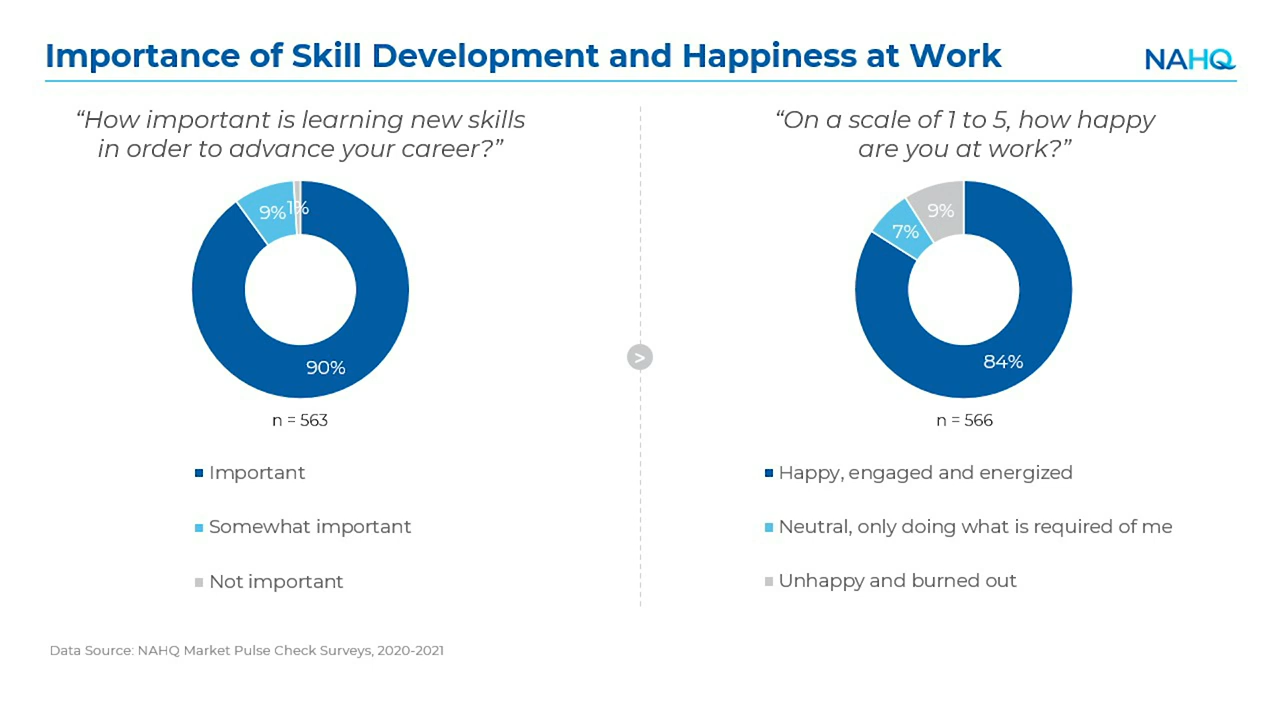 Importance of Skill Development and Happiness at Work
NAHQ
“How important is learning new skills
in order to advance your career?”
9%
1%
90%
n = 563
Important
Somewhat important
Not important
>
“On a scale of 1 to 5, how happy
are you at work?”
9%
7%
84%
n = 566
Happy, engaged and energized
Neutral, only doing what is required of me
Unhappy and burned out
Data Source: NAHQ Market Pulse Check Surveys, 2020-2021